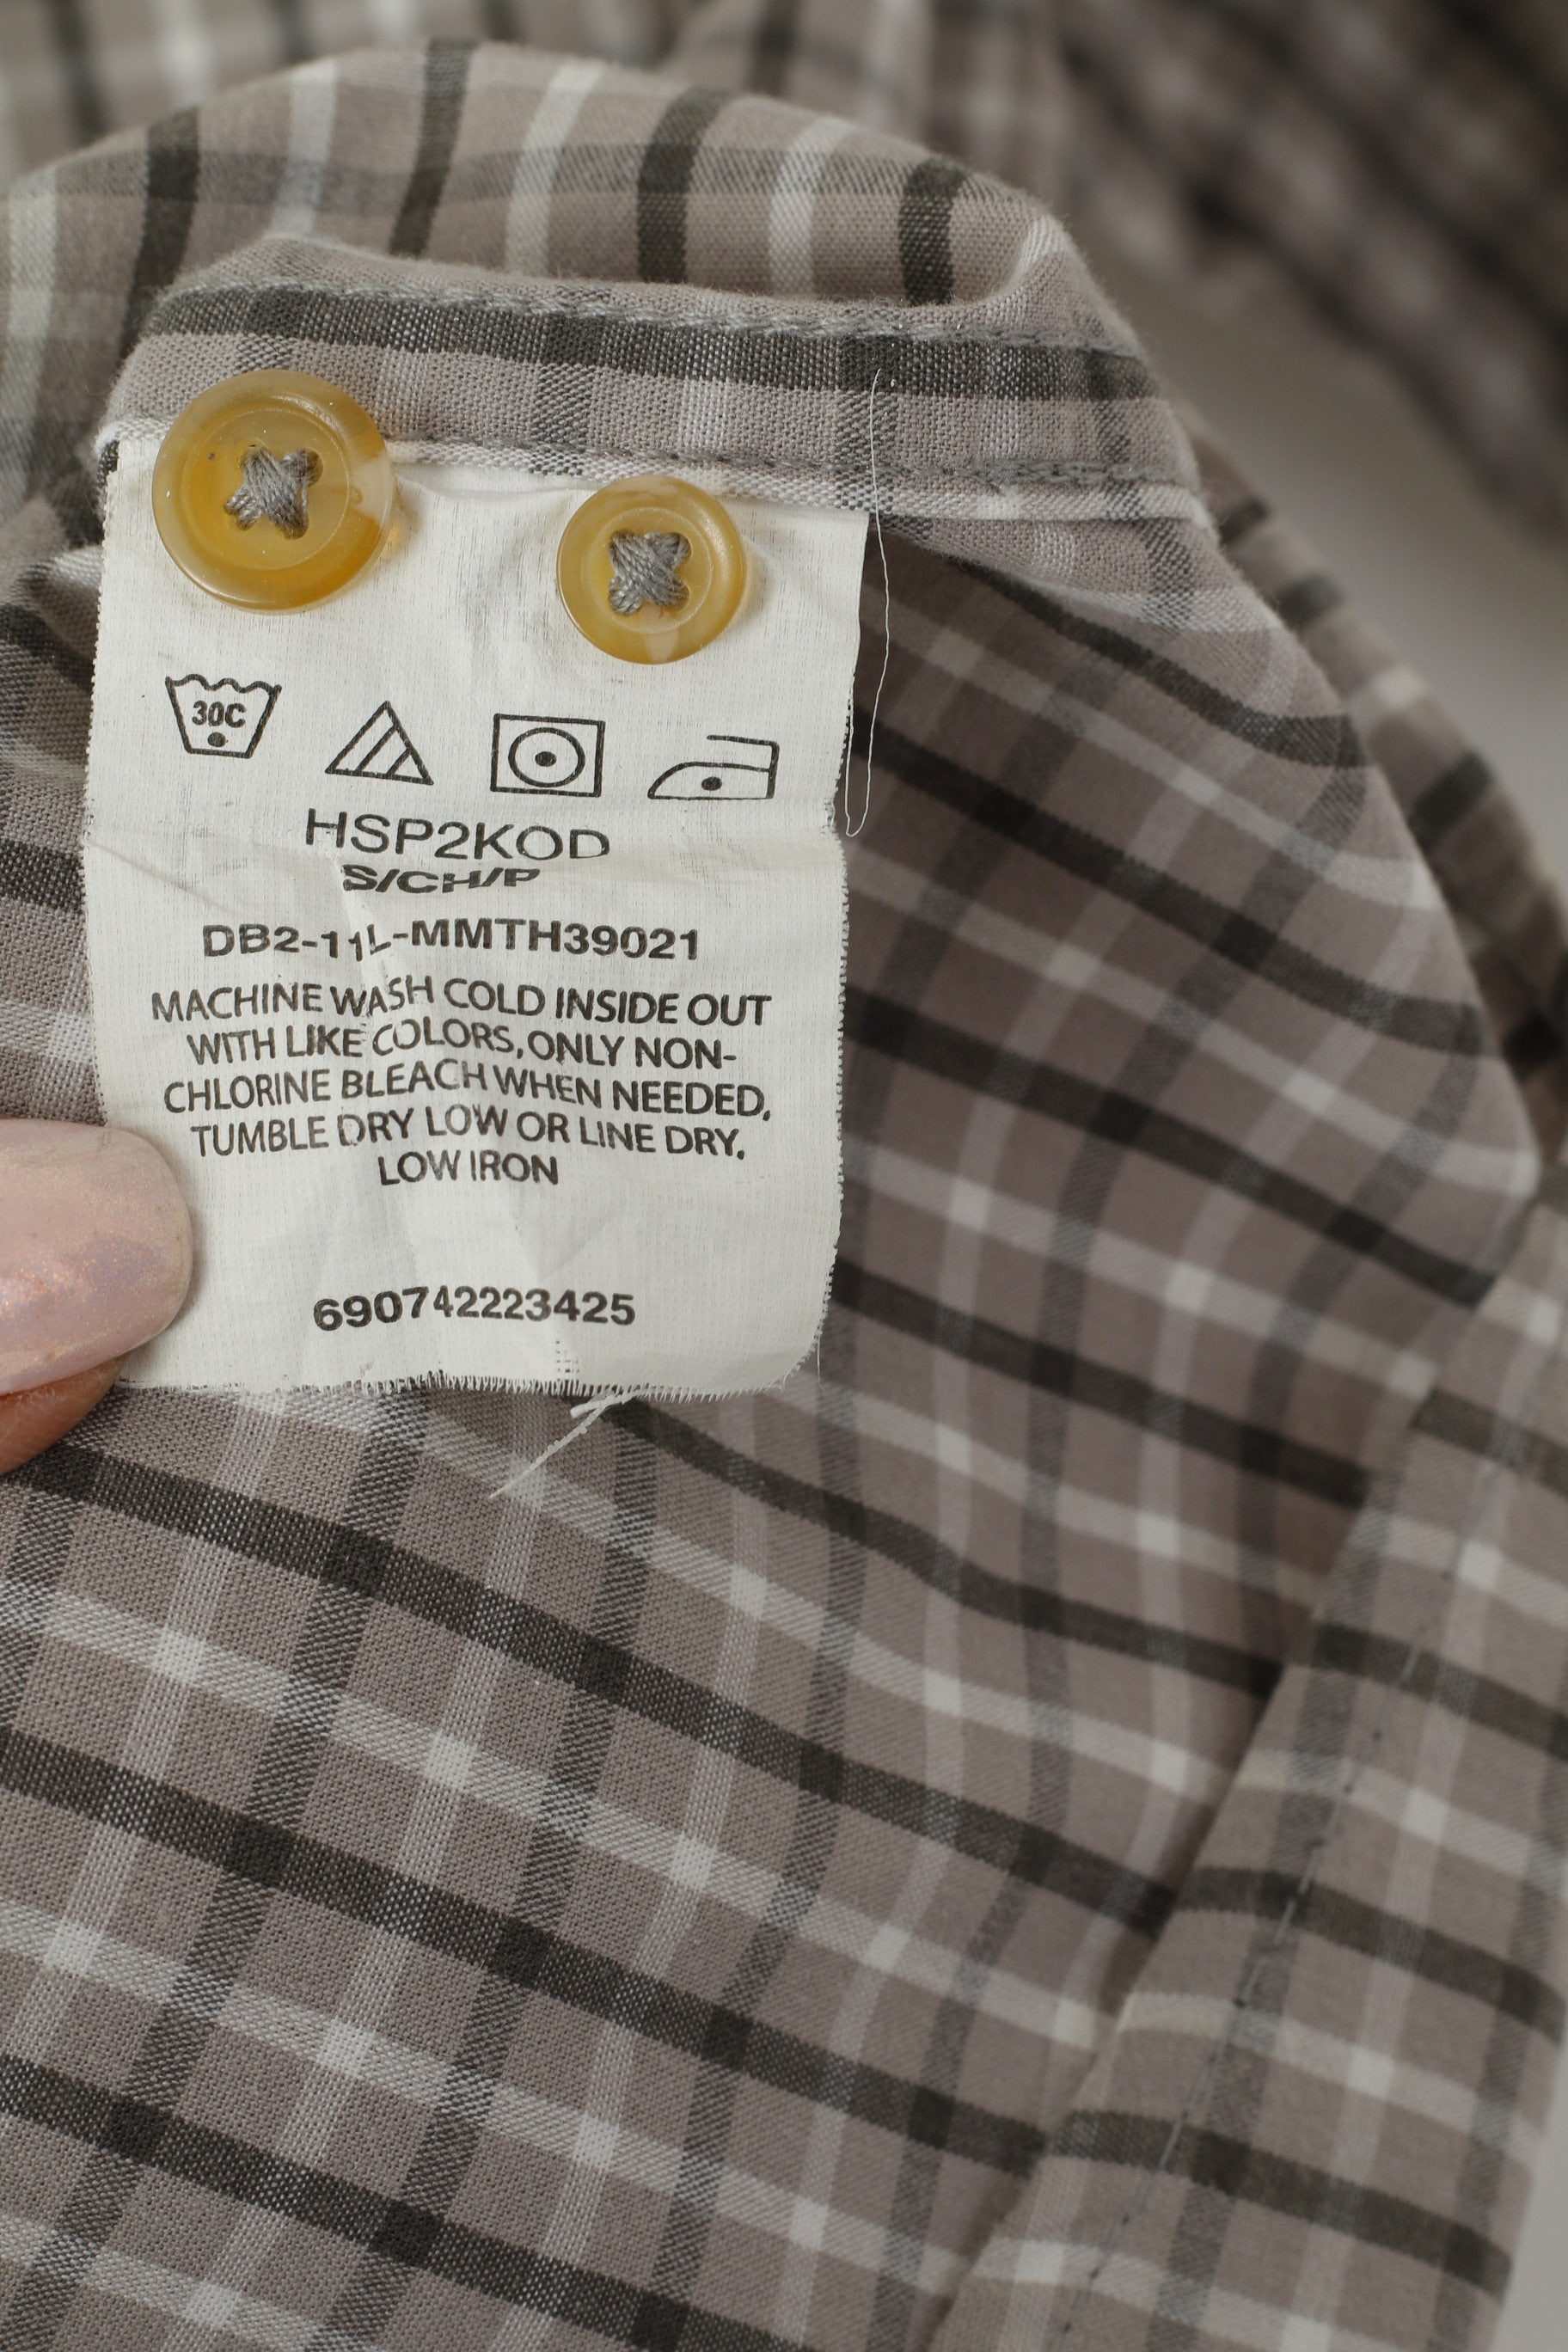 30C
HSP2KOD
S/CH/P
DB2-11L-MMTH39021
MACHINE WASH COLD INSIDE OUT
WITH LIKE COLORS, ONLY NON-
CHLORINE BLEACH WHEN NEEDED,
TUMBLE DRY LOW OR LINE DRY,
LOW IRON
690742223425